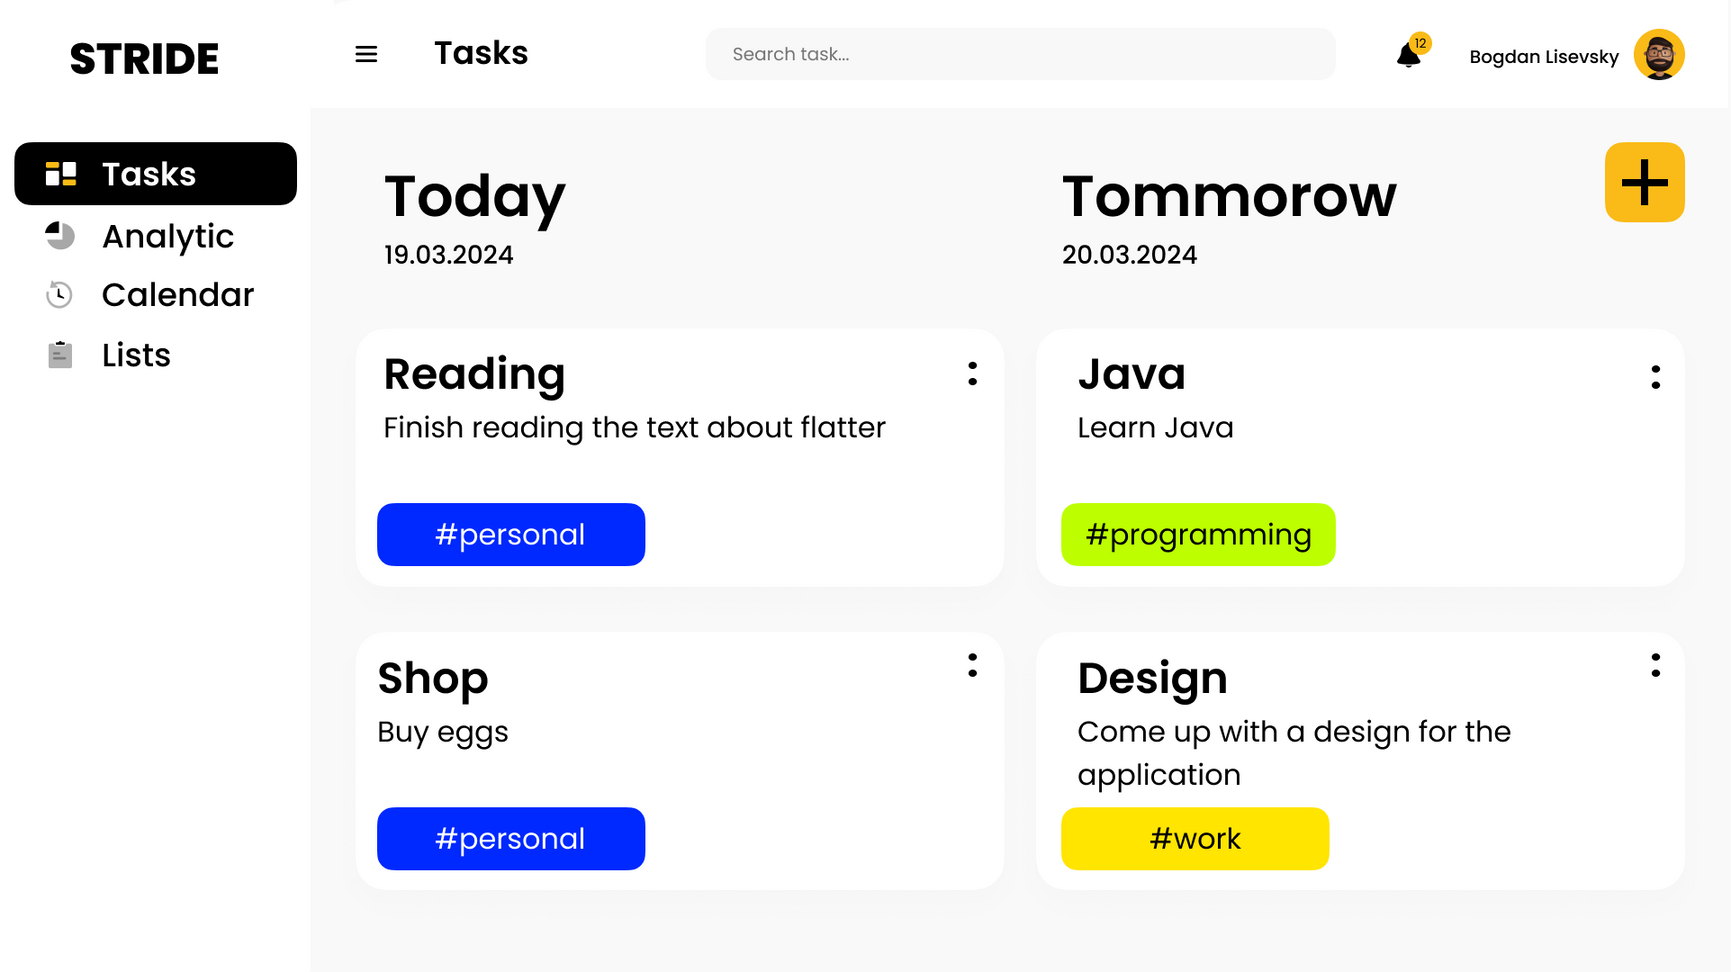 STRIDE
Tasks
Search task...
12
Bogdan Lisevsky
Tasks
Analytic
Calendar
Lists
Today
19.03.2024
Tommorow
20.03.2024
Reading
Finish reading the text about flatter
#personal
Java
Learn Java
#programming
Shop
Buy eggs
#personal
Design
Come up with a design for the
application
#work